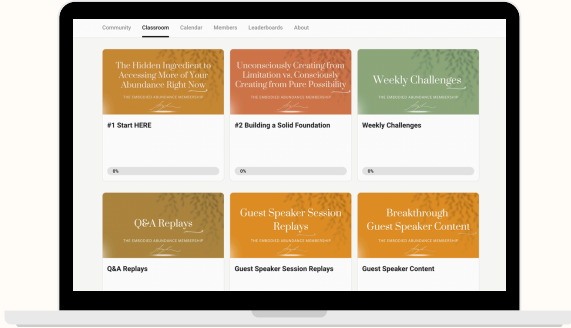 Community Classroom Calendar Members Leaderboards About
The Hidden Ingredient to
Accessing More of Your
Abundance Right Now
THE EMBODIED ABUNDANCE MEMBERSHIP
#1 Start HERE
0%
Unconsciously Creating from
Limitation vs. Consciously
Creating from Pure Possibility
THE EMBODIED ABUNDANCE MEMBERSHIP
#2 Building a Solid Foundation
0%
Weekly Challenges
THE EMBODIED ABUNDANCE MEMBERSHIP
Weekly Challenges
0%
Q&A Replays
THE EMBODIED ABUNDANCE MEMBERSHIP
Q&A Replays
Guest Speaker Session
Replays
THE EMBODIED ABUNDANCE MEMBERSHIP
Guest Speaker Session Replays
Breakthrough
Guest Speaker Content
THE EMBODIED ABUNDANCE MEMBERSHIP
Guest Speaker Content